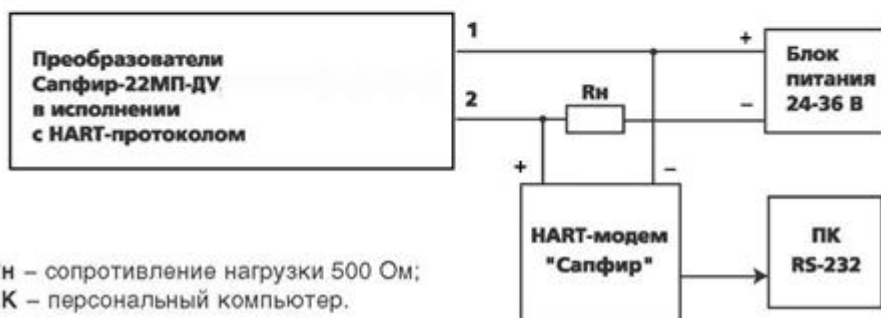 Преобразователи
Сапфир-22МП-ДУ
в исполнении
с HART-протоколом
1
2
Rн
+
–
Блок
питания
24-36 В
+
–
HART-модем
"Сапфир"
ПК
RS-232
н – сопротивление нагрузки 500 Ом;
К – персональный компьютер.